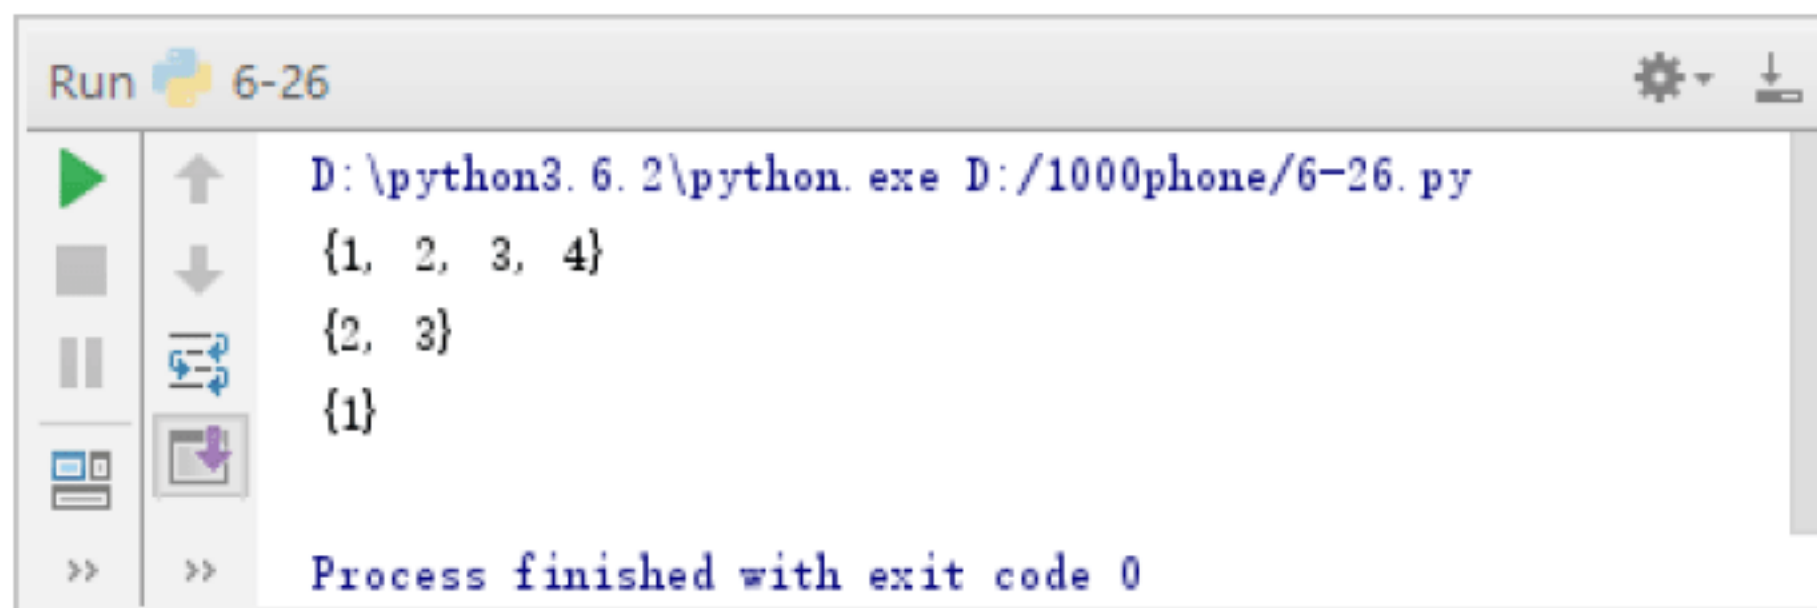 Run 6-26
D:\python3.6.2\python.exe D:/1000phone/6-26.py
{1, 2, 3, 4}
{2, 3}
{1}
Process finished with exit code 0